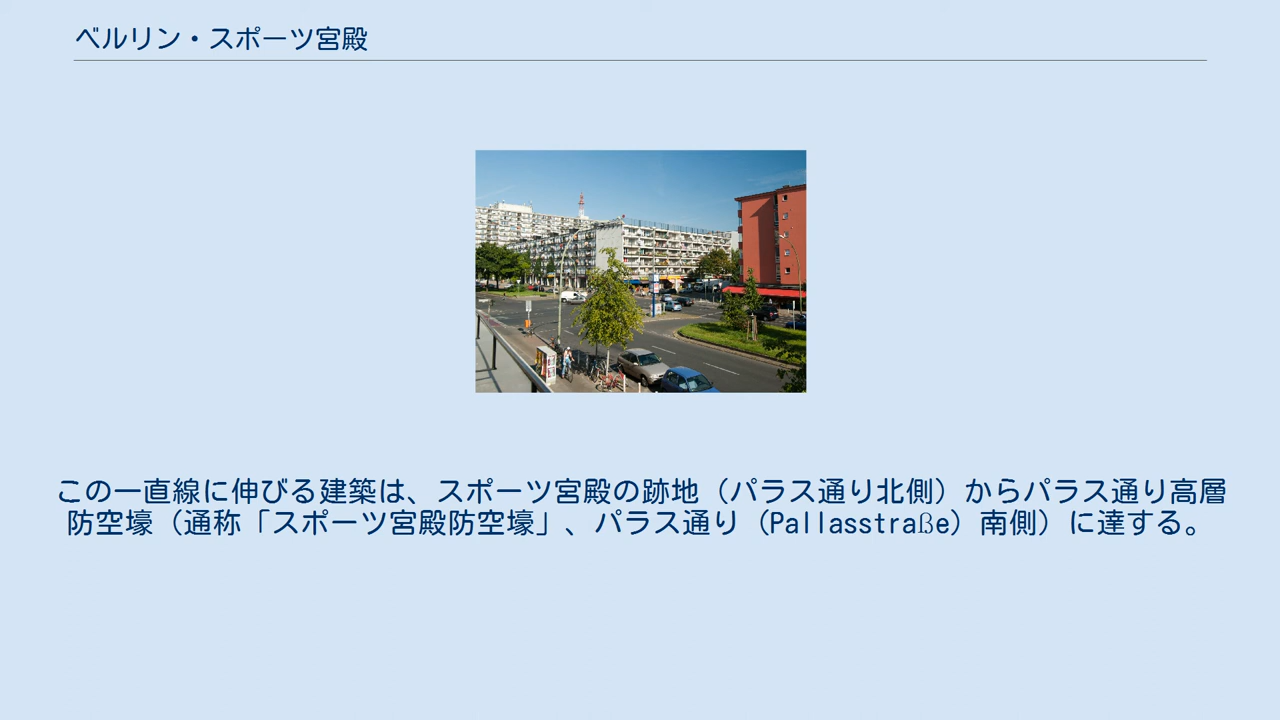 ベルリン・スポーツ宮殿
この一直線に伸びる建築は、スポーツ宮殿の跡地（パラス通り北側）からパラス通り高層
防空壕（通称「スポーツ宮殿防空壕」、パラス通り（Pallasstraße）南側）に達する。